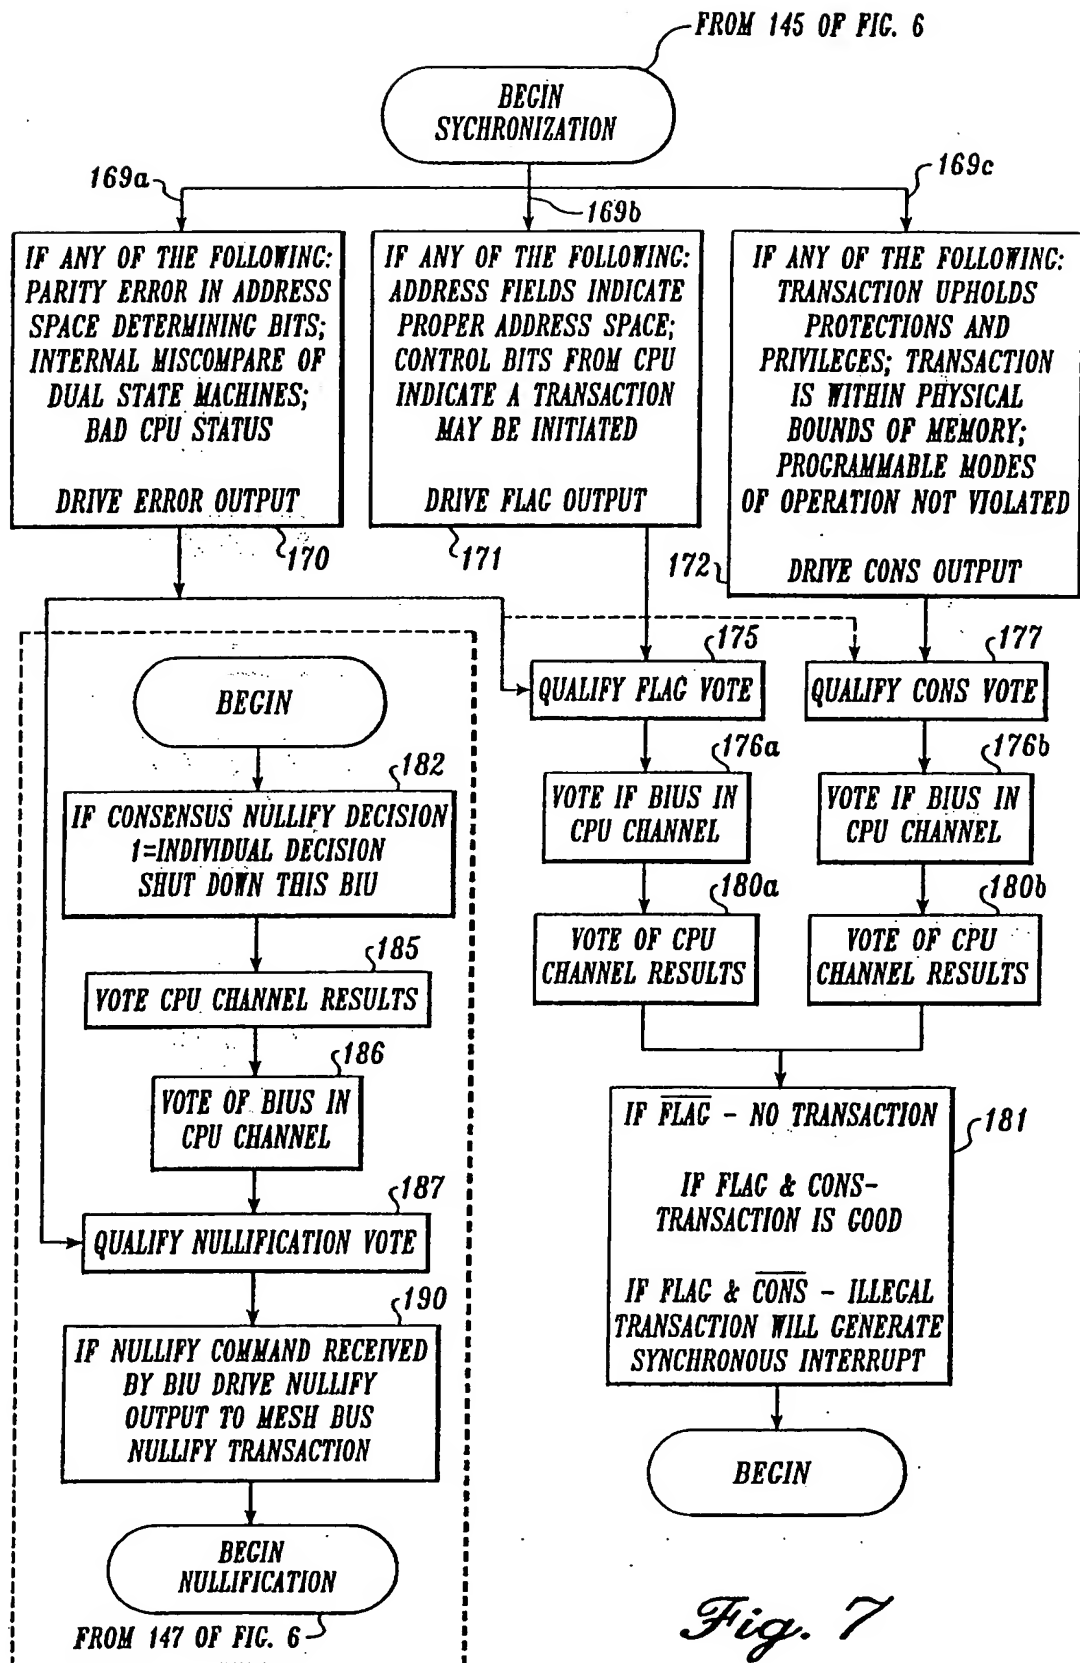 FROM 145 OF FIG. 6
BEGIN
SYCHRONIZATION
169a
169b
169c
IF ANY OF THE FOLLOWING:
PARITY ERROR IN ADDRESS
SPACE DETERMINING BITS;
INTERNAL MISCOMPARE OF
DUAL STATE MACHINES;
BAD CPU STATUS
DRIVE ERROR OUTPUT
170
IF ANY OF THE FOLLOWING:
ADDRESS FIELDS INDICATE
PROPER ADDRESS SPACE;
CONTROL BITS FROM CPU
INDICATE A TRANSACTION
MAY BE INITIATED
DRIVE FLAG OUTPUT
171
IF ANY OF THE FOLLOWING:
TRANSACTION UPHOLDS
PROTECTIONS AND
PRIVILEGES; TRANSACTION
IS WITHIN PHYSICAL
BOUNDS OF MEMORY;
PROGRAMMABLE MODES
OF OPERATION NOT VIOLATED
DRIVE CONS OUTPUT
172
175
QUALIFY FLAG VOTE
177
QUALIFY CONS VOTE
176a
VOTE IF BIUS IN
CPU CHANNEL
176b
VOTE IF BIUS IN
CPU CHANNEL
180a
VOTE OF CPU
CHANNEL RESULTS
180b
VOTE OF CPU
CHANNEL RESULTS
IF F̅L̅A̅G̅ - NO TRANSACTION
IF FLAG & CONS-
TRANSACTION IS GOOD
IF FLAG & C̅O̅N̅S̅ - ILLEGAL
TRANSACTION WILL GENERATE
SYNCHRONOUS INTERRUPT
181
BEGIN
BEGIN
182
IF CONSENSUS NULLIFY DECISION
1=INDIVIDUAL DECISION
SHUT DOWN THIS BIU
185
VOTE CPU CHANNEL RESULTS
186
VOTE OF BIUS IN
CPU CHANNEL
187
QUALIFY NULLIFICATION VOTE
190
IF NULLIFY COMMAND RECEIVED
BY BIU DRIVE NULLIFY
OUTPUT TO MESH BUS
NULLIFY TRANSACTION
BEGIN
NULLIFICATION
FROM 147 OF FIG. 6
Fig. 7